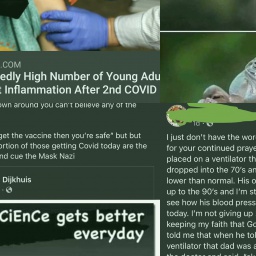 .COM
edly High Number of Young Adu
Inflammation After 2nd COVID
own around you can't believe any of the
get the vaccine then you're safe" but but
ortion of those getting Covid today are the
nd cue the Mask Nazi
Dijkhuis
CiEnCe gets better
everyday
I just don't have the wor
for your continued praye
placed on a ventilator th
dropped into the 70's an
lower than normal. His o
up to the 90's and I'm st
see how his blood press
today. I'm not giving up
keeping my faith that Go
told me that when he tol
ventilator that dad was a